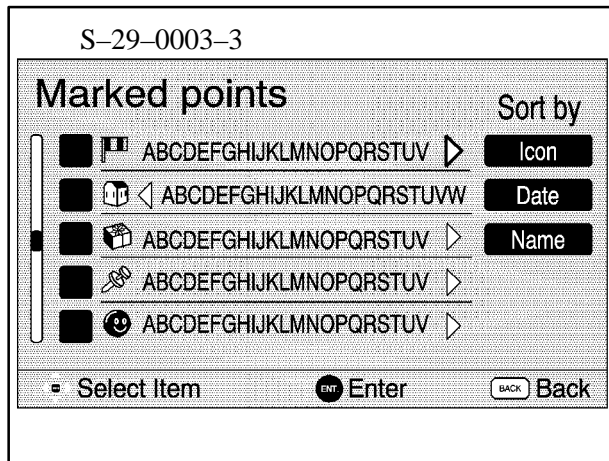 S–29–0003–3
Marked points
Sort by
ABCDEFGHIJKLMNOPQRSTUV
Icon
ABCDEFGHIJKLMNOPQRSTUVW
Date
ABCDEFGHIJKLMNOPQRSTUV
Name
ABCDEFGHIJKLMNOPQRSTUV
ABCDEFGHIJKLMNOPQRSTUV
Select Item ENT Enter BACK Back